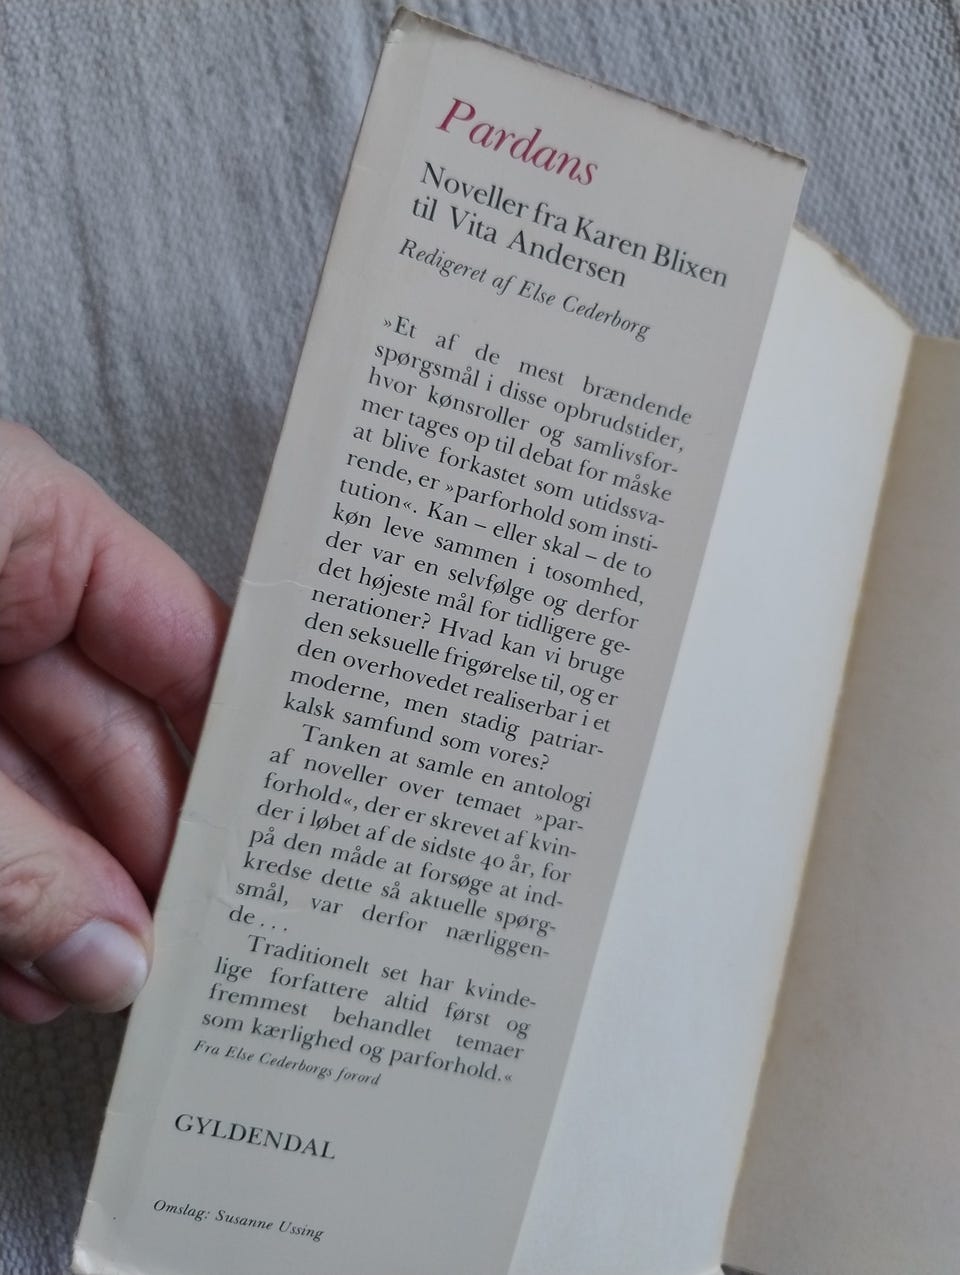 Pardans
Noveller fra Karen Blixen
til Vita Andersen
Redigeret af Else Cederborg
»Et af de mest brændende
spørgsmål i disse opbrudstider,
hvor kønsroller og samlivsfor-
mer tages op til debat for måske
at blive forkastet som utidssva-
rende, er »parforhold som insti-
tution«. Kan – eller skal – de to
køn leve sammen i tosomhed,
der var en selvfølge og derfor
det højeste mål for tidligere ge-
nerationer? Hvad kan vi bruge
den seksuelle frigørelse til, og er
den overhovedet realiserbar i et
moderne, men stadig patriar-
kalsk samfund som vores?
Tanken at samle en antologi
af noveller over temaet »par-
forhold«, der er skrevet af kvin-
der i løbet af de sidste 40 år, for
på den måde at forsøge at ind-
kredse dette så aktuelle spørg-
smål, var derfor nærliggen-
de . . .
Traditionelt set har kvinde-
lige forfattere altid først og
fremmest behandlet temaer
som kærlighed og parforhold.«
Fra Else Cederborgs forord
GYLDENDAL
Omslag: Susanne Ussing